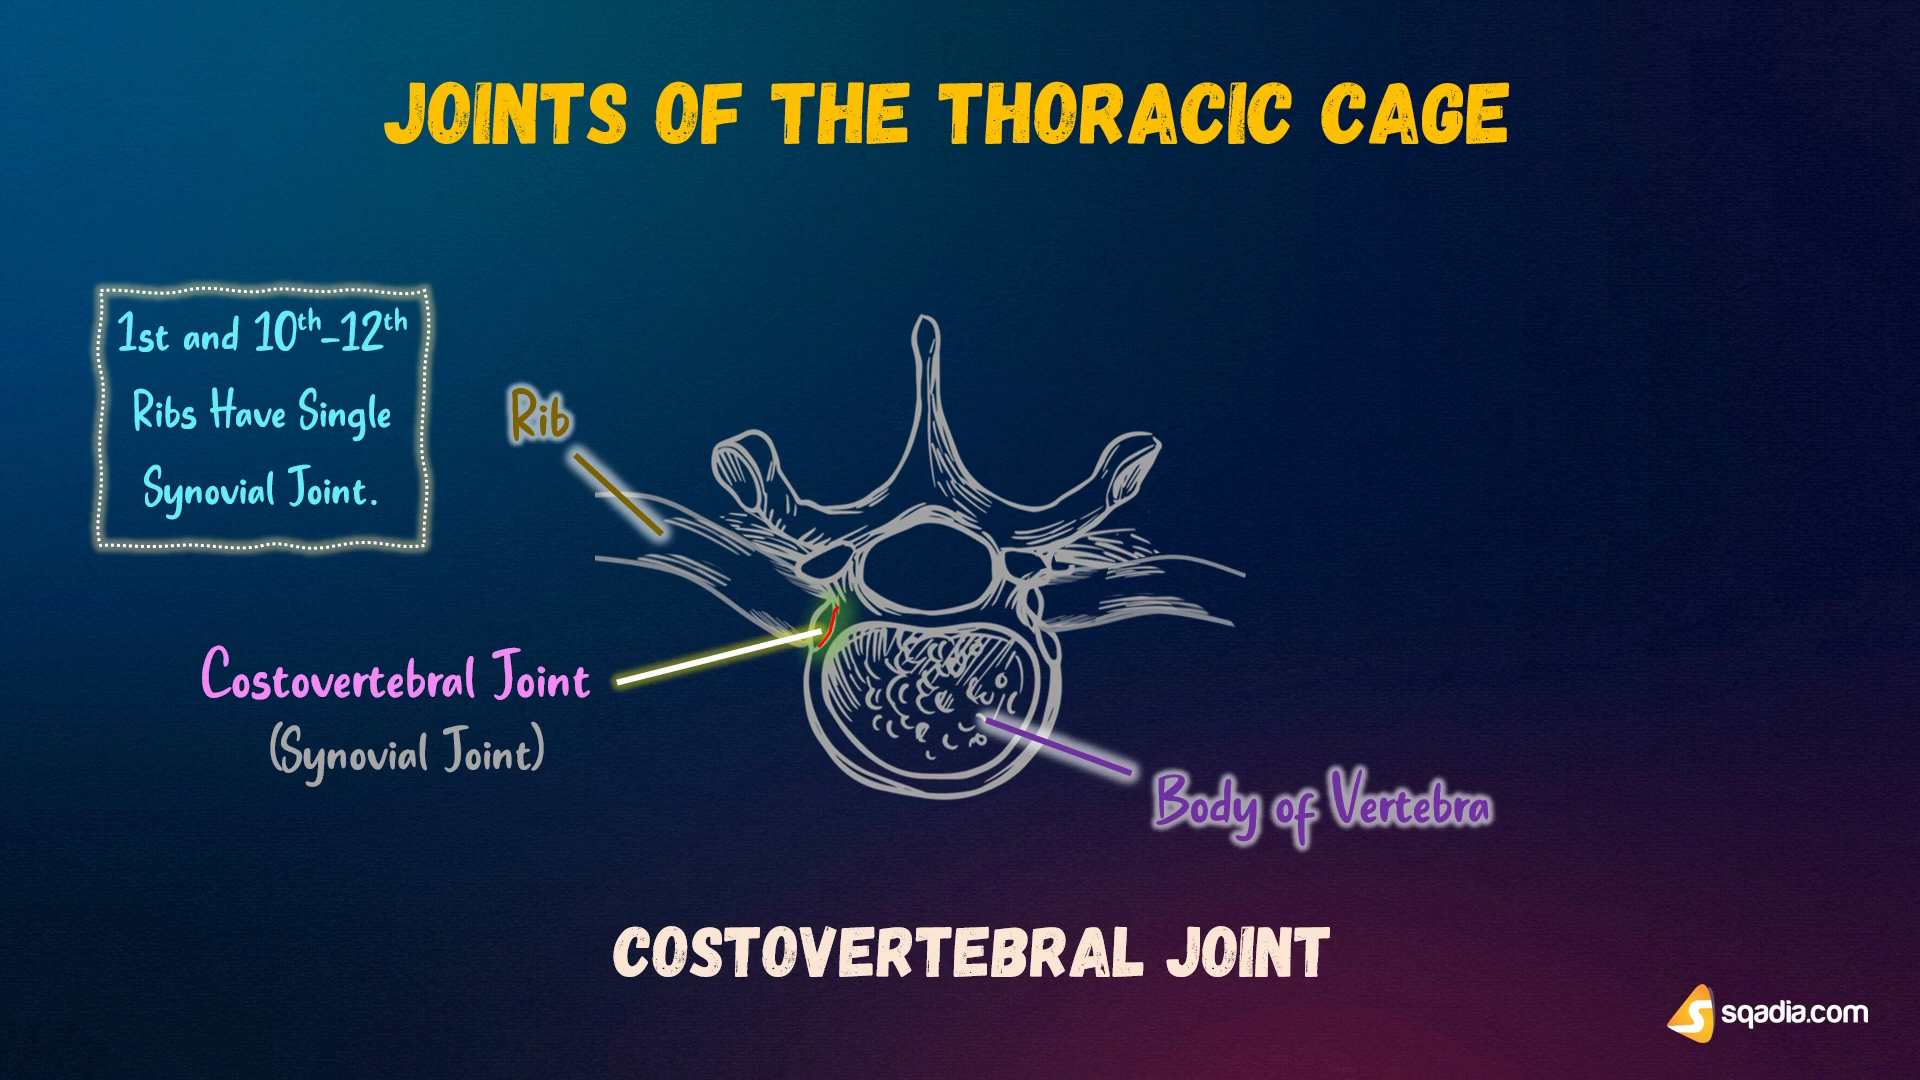 JOINTS OF THE THORACIC CAGE
1st and 10th-12th
Ribs Have Single
Synovial Joint.
Rib
Costovertebral Joint
(Synovial Joint)
Body of Vertebra
COSTOVERTEBRAL JOINT
sqadia.com